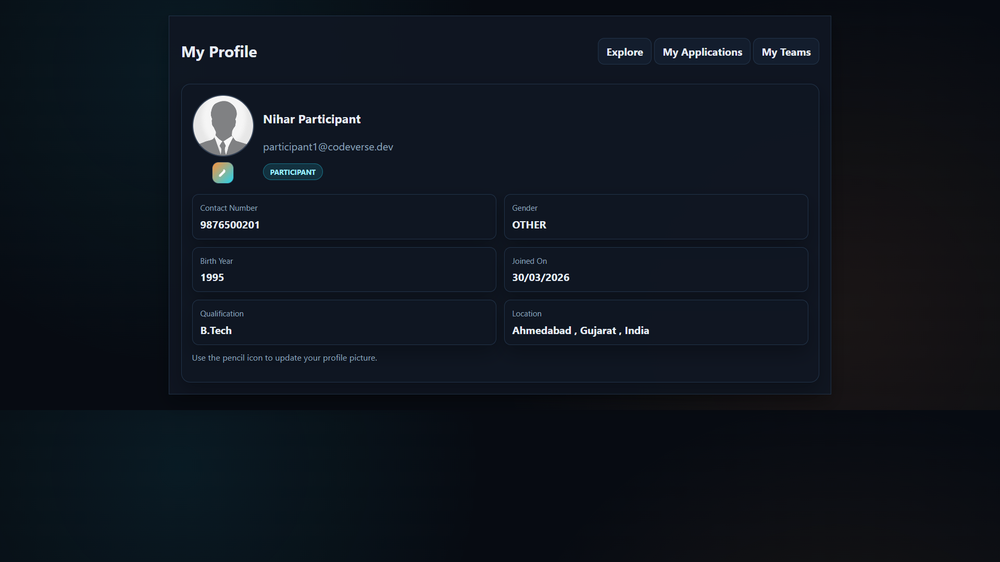 My Profile
Explore
My Applications
My Teams
Nihar Participant
participant1@codeverse.dev
PARTICIPANT
Contact Number
9876500201
Gender
OTHER
Birth Year
1995
Joined On
30/03/2026
Qualification
B.Tech
Location
Ahmedabad , Gujarat , India
Use the pencil icon to update your profile picture.